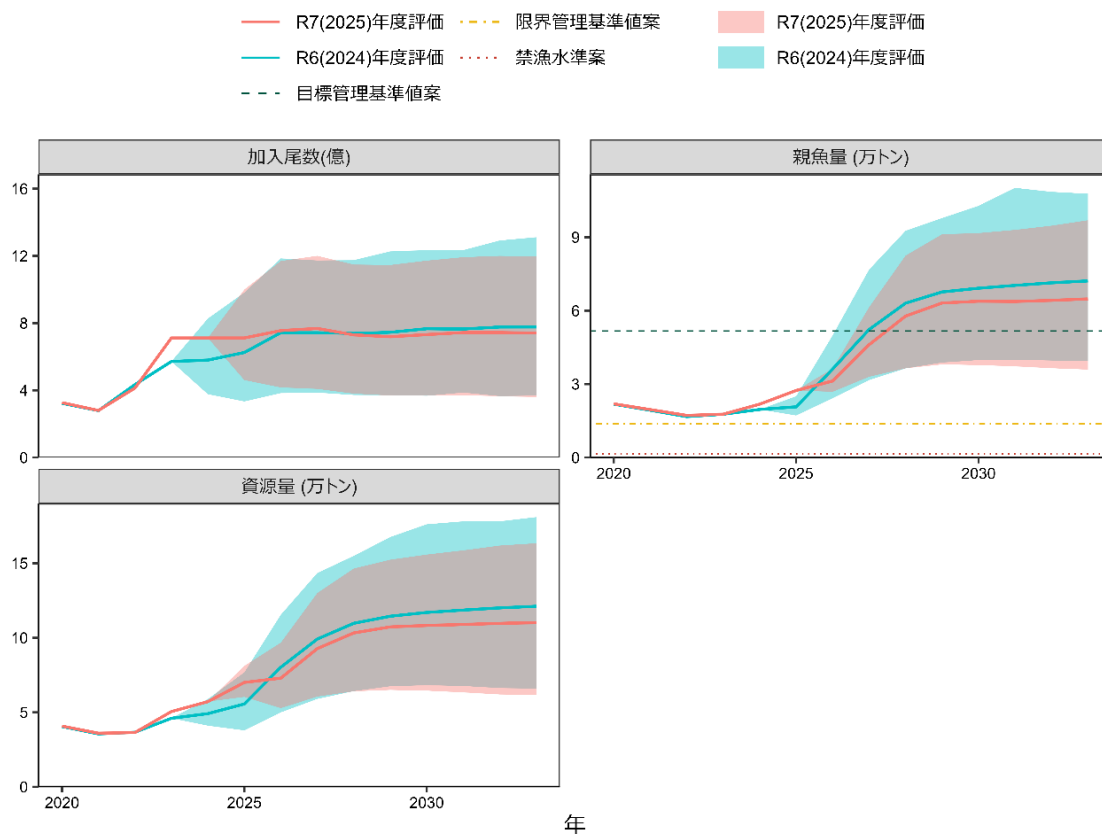 R7(2025)年度評価 限界管理基準値案 R7(2025)年度評価
R6(2024)年度評価 禁漁水準案 R6(2024)年度評価
目標管理基準値案
加入尾数(億)
16
12
8
4
0
親魚量 (万トン)
9
6
3
0
2020 2025 2030
資源量 (万トン)
15
10
5
0
2020 2025 2030
年